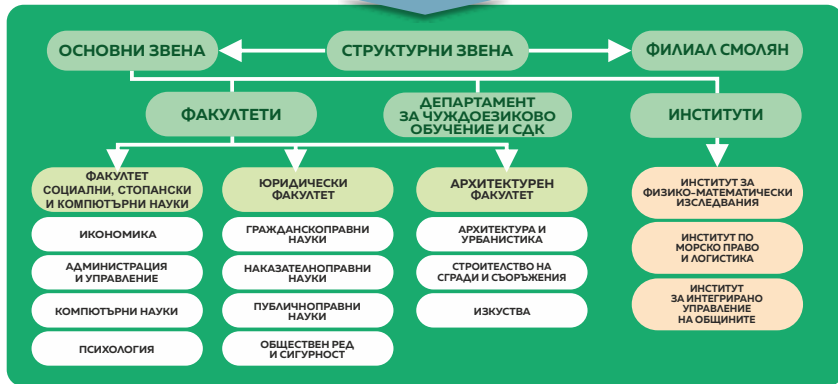 ОСНОВНИ ЗВЕНА
СТРУКТУРНИ ЗВЕНА
ФИЛИАЛ СМОЛЯН
ФАКУЛТЕТИ
ДЕПАРТАМЕНТ
ЗА ЧУЖДОЕЗИКОВО
ОБУЧЕНИЕ И СДК
ИНСТИТУТИ
ФАКУЛТЕТ
СОЦИАЛНИ, СТОПАНСКИ
И КОМПЮТЪРНИ НАУКИ
ИКОНОМИКА
АДМИНИСТРАЦИЯ
И УПРАВЛЕНИЕ
КОМПЮТЪРНИ НАУКИ
ПСИХОЛОГИЯ
ЮРИДИЧЕСКИ
ФАКУЛТЕТ
ГРАЖДАНСКОПРАВНИ
НАУКИ
НАКАЗАТЕЛНОПРАВНИ
НАУКИ
ПУБЛИЧНОПРАВНИ
НАУКИ
ОБЩЕСТВЕН РЕД
И СИГУРНОСТ
АРХИТЕКТУРЕН
ФАКУЛТЕТ
АРХИТЕКТУРА И
УРБАНИСТИКА
СТРОИТЕЛСТВО НА
СГРАДИ И СЪОРЪЖЕНИЯ
ИЗКУСТВА
ИНСТИТУТ ЗА
ФИЗИКО-МАТЕМАТИЧЕСКИ
ИЗСЛЕДВАНИЯ
ИНСТИТУТ ПО
МОРСКО ПРАВО
И ЛОГИСТИКА
ИНСТИТУТ
ЗА ИНТЕГРИРАНО
УПРАВЛЕНИЕ
НА ОБЩИНИТЕ